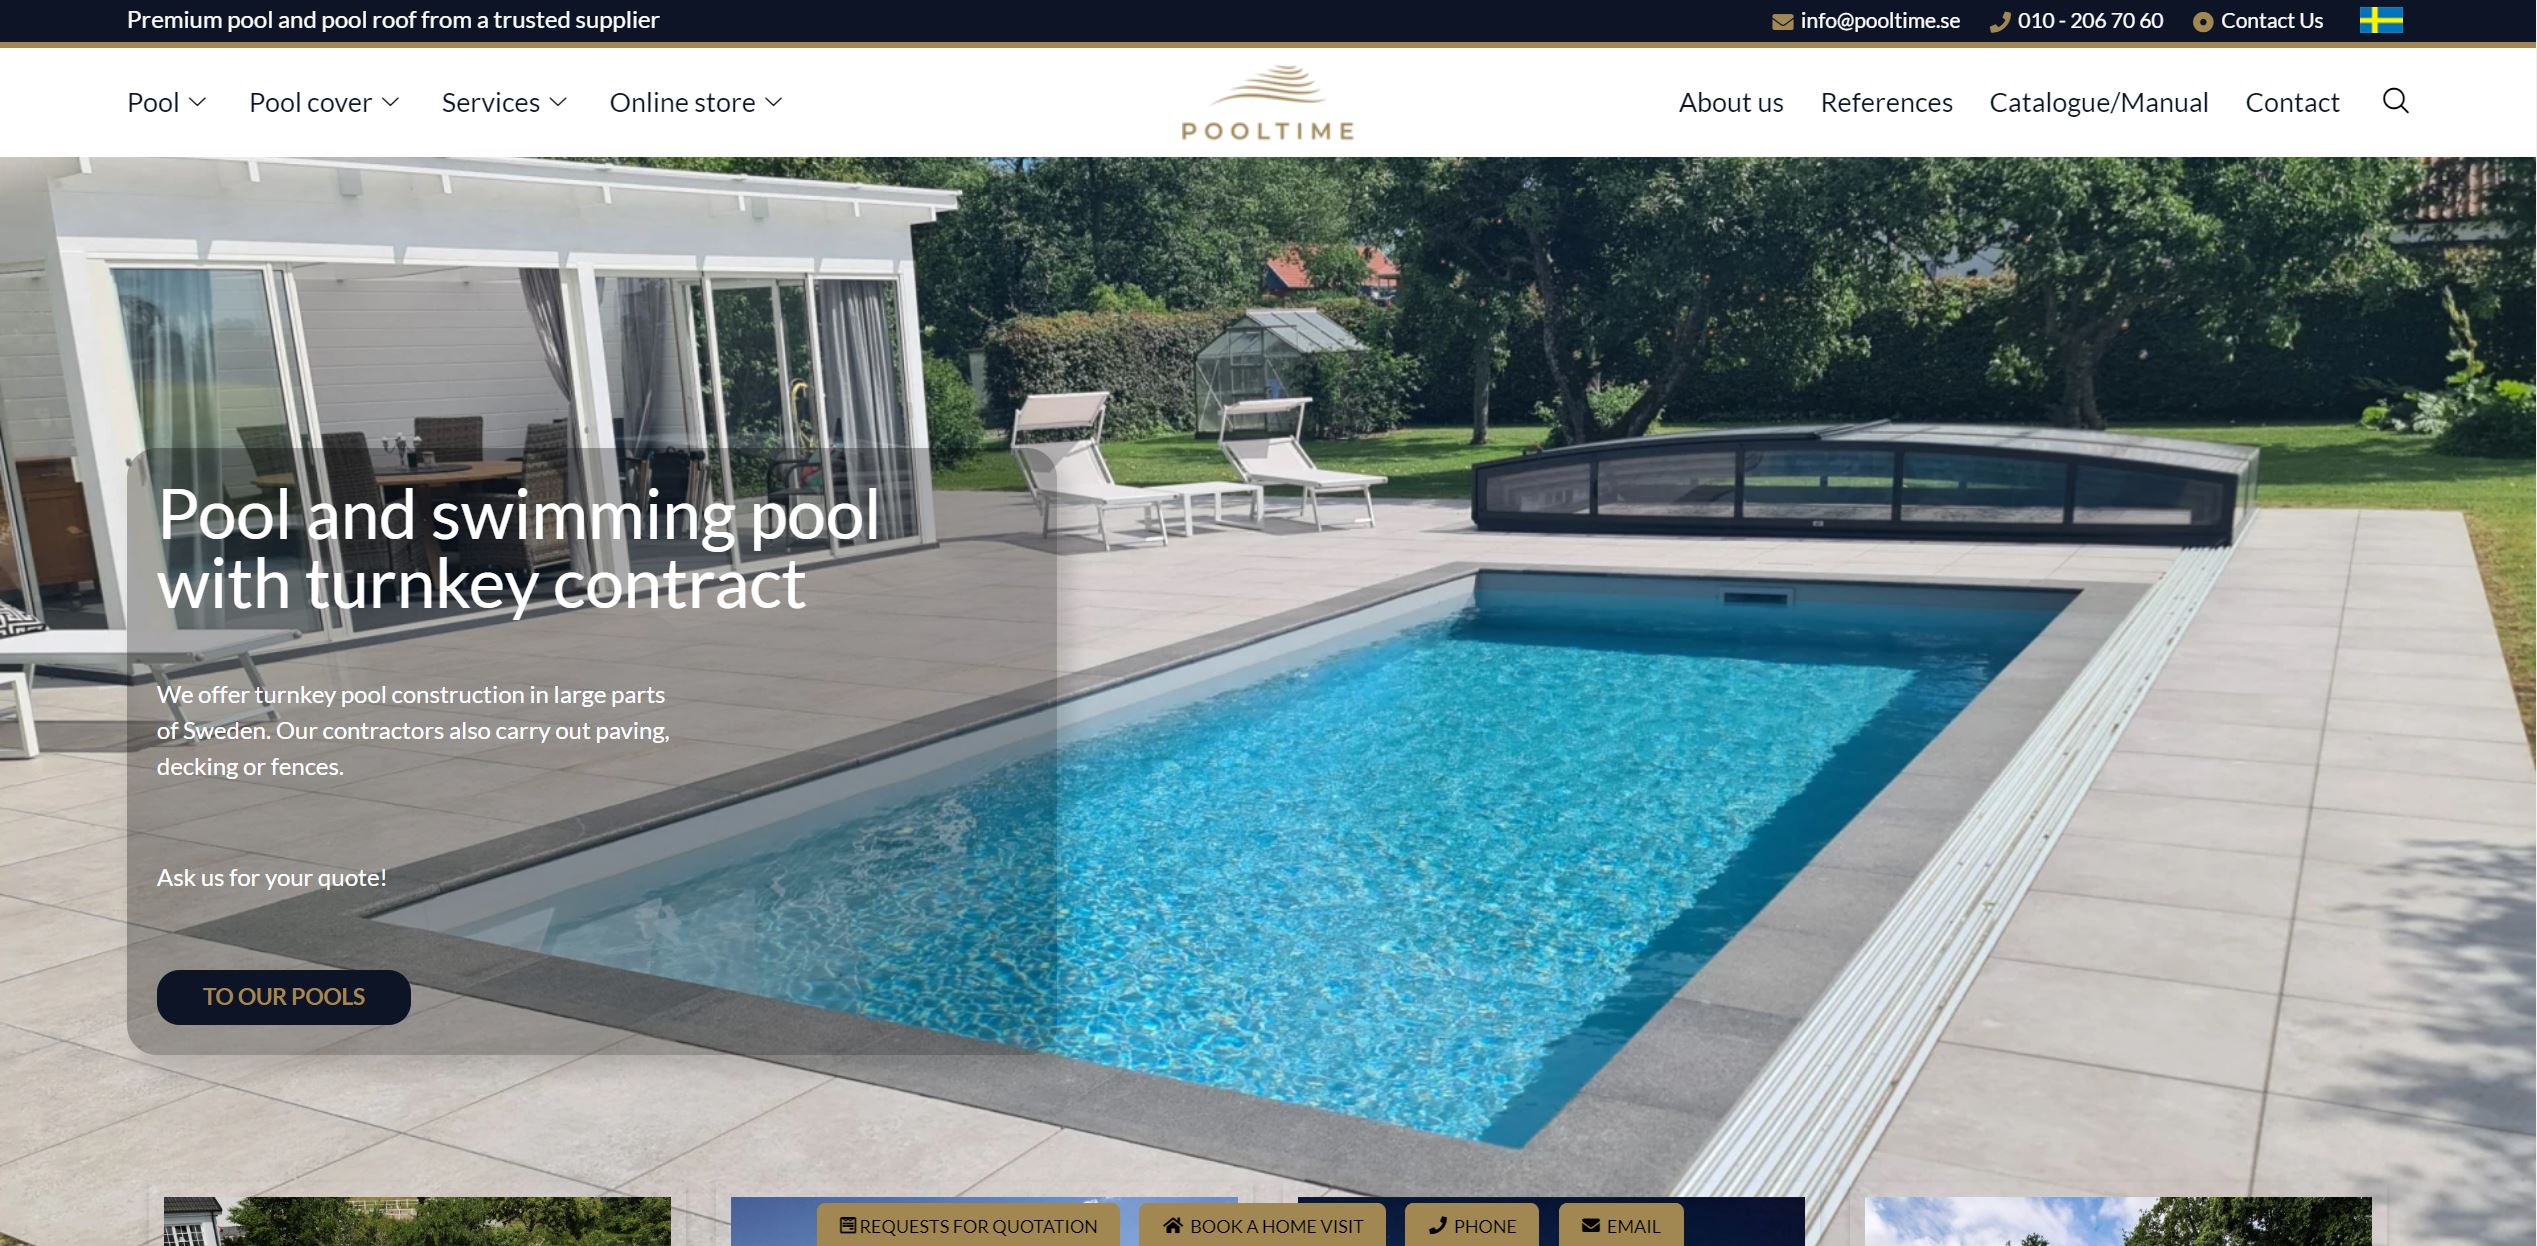 Premium pool and pool roof from a trusted supplier
info@pooltime.se
010 - 206 70 60
Contact Us
Pool
Pool cover
Services
Online store
POOLTIME
About us
References
Catalogue/Manual
Contact
Pool and swimming pool
with turnkey contract
We offer turnkey pool construction in large parts
of Sweden. Our contractors also carry out paving,
decking or fences.
Ask us for your quote!
TO OUR POOLS
REQUESTS FOR QUOTATION
BOOK A HOME VISIT
PHONE
EMAIL